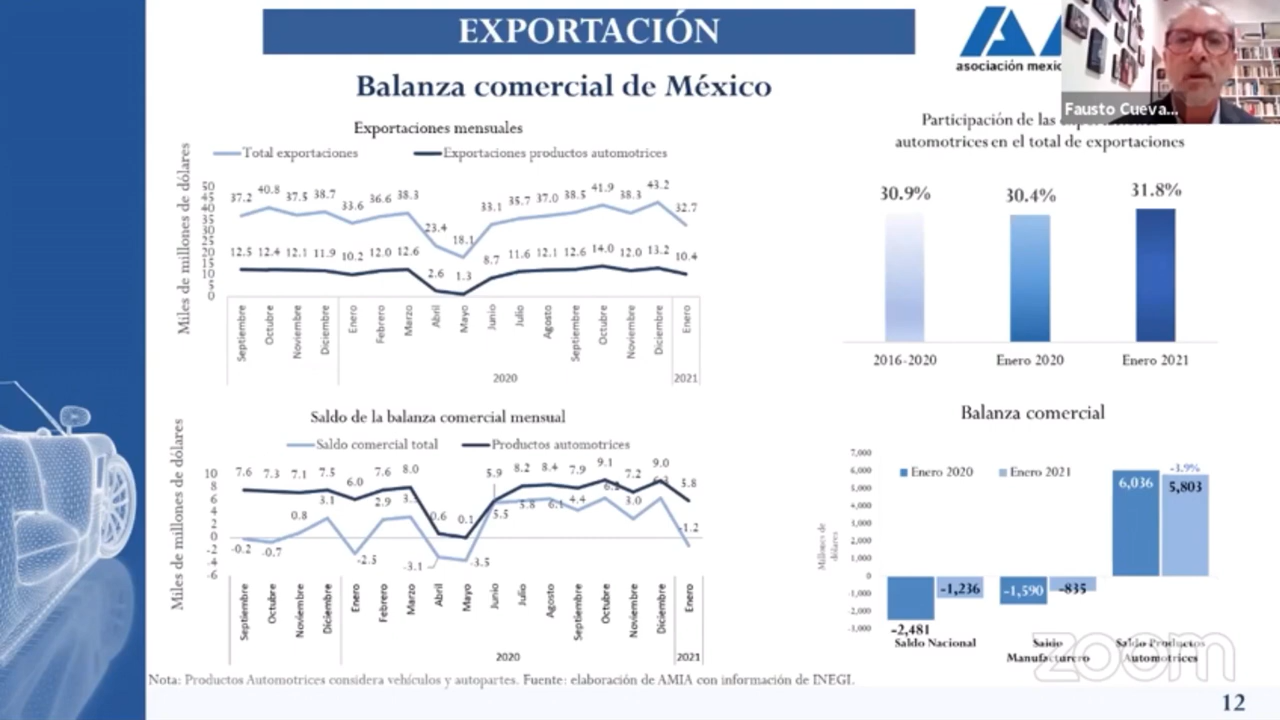 EXPORTACIÓN
asociación mexic
Fausto Cueva...
Balanza comercial de México
Exportaciones mensuales
Total exportaciones
Exportaciones productos automotrices
Miles de millones de dólares
50
45
40
35
30
25
20
15
10
5
0
37.2 40.8 37.5 38.7 33.6 36.6 38.3 23.4 18.1 33.1 35.7 37.0 38.5 41.9 38.3 43.2 32.7
12.5 12.4 12.1 11.9 10.2 12.0 12.6 2.6 1.3 8.7 11.6 12.1 12.6 14.0 12.0 13.2 10.4
Septiembre Octubre Noviembre Diciembre Enero Febrero Marzo Abril Mayo Junio Julio Agosto Septiembre Octubre Noviembre Diciembre Enero
2020 2021
Participación de las
automotrices en el total de exportaciones
30.9% 30.4% 31.8%
2016-2020 Enero 2020 Enero 2021
Saldo de la balanza comercial mensual
Saldo comercial total
Productos automotrices
Miles de millones de dólares
10
8
6
4
2
0
-2
-4
-6
7.6 7.3 7.1 7.5 6.0 7.6 8.0 0.6 0.1 5.9 8.2 8.4 7.9 9.1 7.2 9.0 5.8
-0.2 -0.7 0.8 3.1 -2.5 2.9 -3.1 -3.5 5.5 5.8 6.1 4.4 3.0 -1.2
Septiembre Octubre Noviembre Diciembre Enero Febrero Marzo Abril Mayo Junio Julio Agosto Septiembre Octubre Noviembre Diciembre Enero
2020 2021
Balanza comercial
Enero 2020 Enero 2021
Millones de
dólares
7,000
6,000
5,000
4,000
3,000
2,000
1,000
0
-1,000
-2,000
-3,000
-3.9%
6,036 5,803
-2,481 -1,236
-1,590 -835
Saldo Nacional
Saldo
Manufacturero
Saldo Productos
Automotrices
zoom
Nota: Productos Automotrices considera vehículos y autopartes. Fuente: elaboración de AMIA con información de INEGI.
12